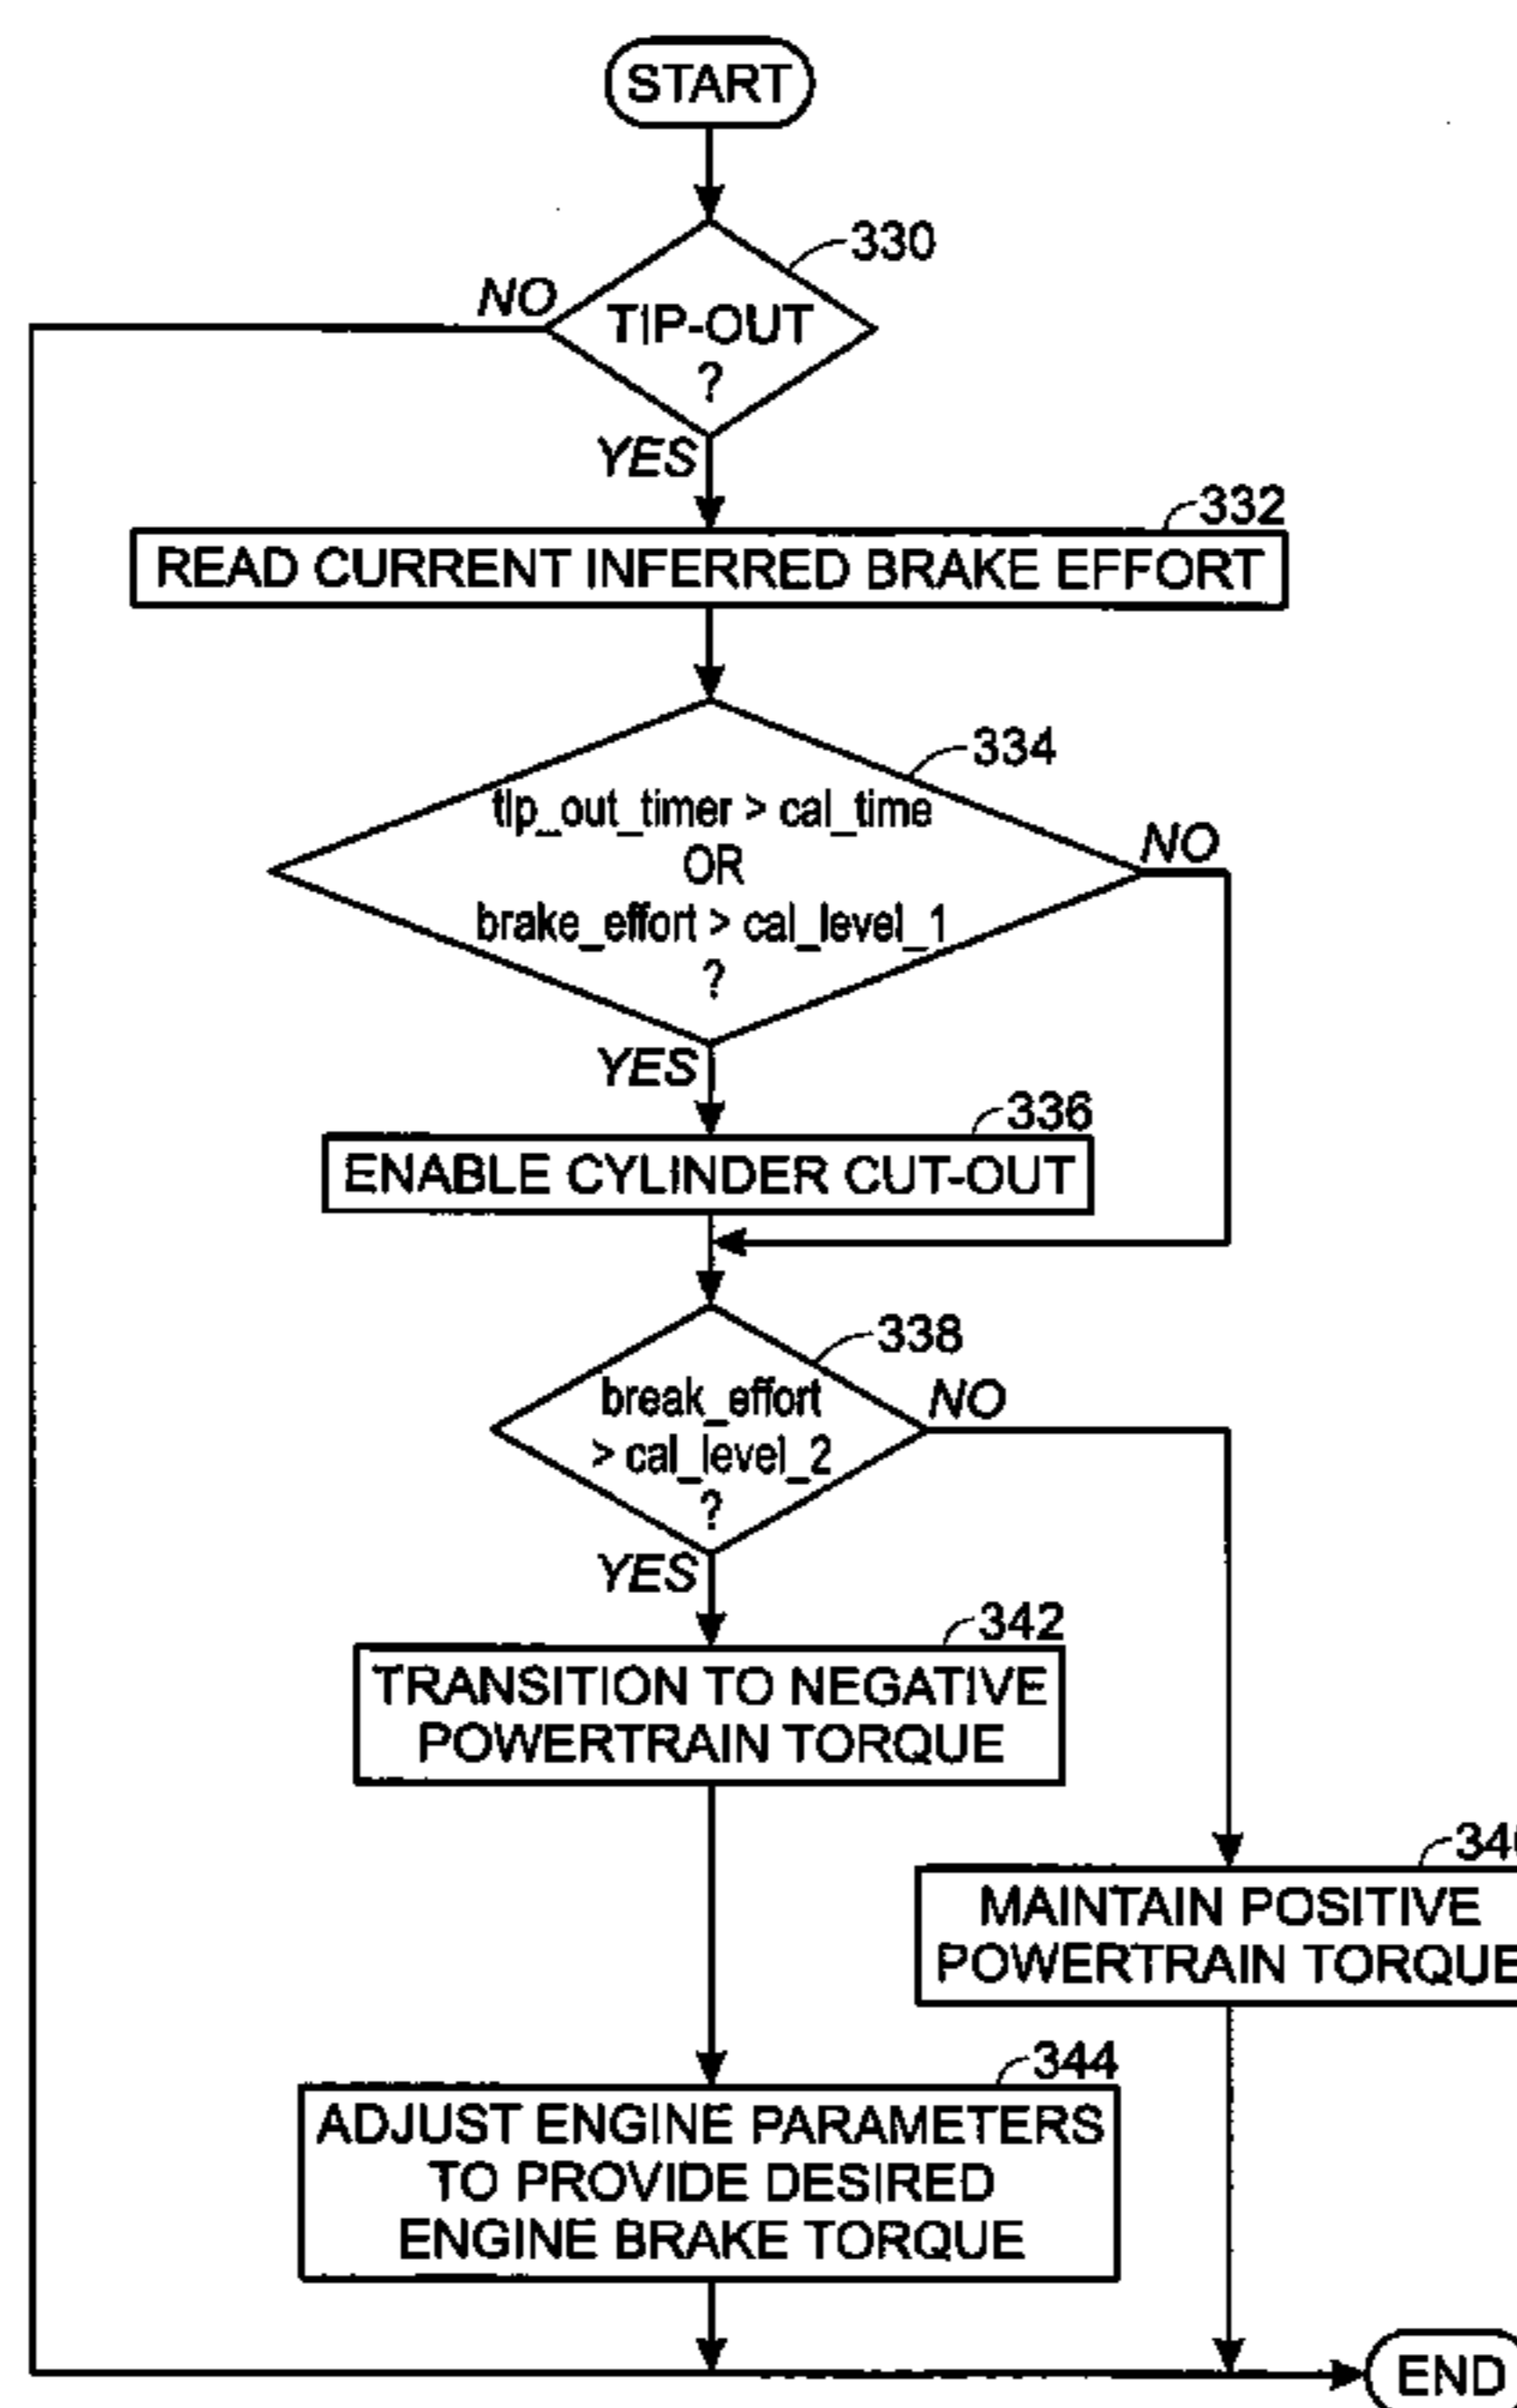 START
330
NO
TIP-OUT
?
YES
332
READ CURRENT INFERRED BRAKE EFFORT
334
tip_out_timer > cal_time
OR
brake_effort > cal_level_1
?
NO
YES
336
ENABLE CYLINDER CUT-OUT
338
break_effort
> cal_level_2
?
NO
YES
342
TRANSITION TO NEGATIVE
POWERTRAIN TORQUE
MAINTAIN POSITIVE
POWERTRAIN TORQUE
344
ADJUST ENGINE PARAMETERS
TO PROVIDE DESIRED
ENGINE BRAKE TORQUE
END